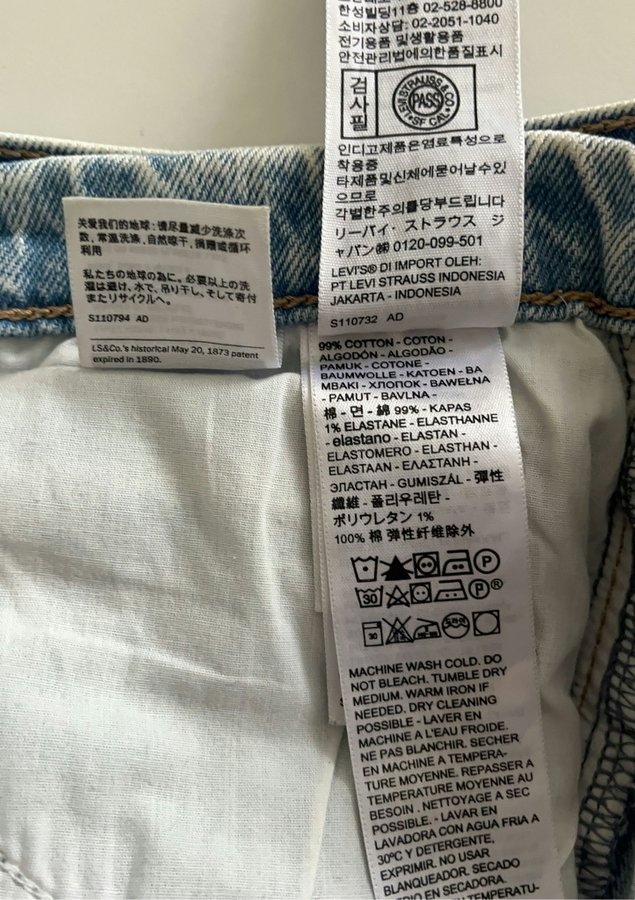 한성빌딩11층 02-528-8800
소비자상담: 02-2051-1040
전기용품 및생활용품
안전관리법에의한품질표시
검사필
LEVI STRAUSS & CO
PASS
SF CAL
인디고제품은염료특성으로
착용중
타제품및신체에묻어날수있
으므로
각별한주의를당부드립니다
リーバイ・ストラウス ジ
ャパン㈱ 0120-099-501
LEVI'S® DI IMPORT OLEH:
PT LEVI STRAUSS INDONESIA
JAKARTA - INDONESIA
S110732 AD
关爱我们的地球：请尽量减少洗涤次
数，常温洗涤，自然晾干，捐赠或循环
利用
私たちの地球の為に。必要以上の洗
濯は避け、水で、吊り干し、そして寄付
またリサイクルへ。
S110794 AD
LS&Co.'s historical May 20, 1873 patent
expired in 1890.
99% COTTON - COTON -
ALGODÓN - ALGODÃO -
PAMUK - COTONE -
BAUMWOLLE - KATOEN - BA
MBAKI - ХЛОПОК - BAWEŁNA
- PAMUT - BAVLNA -
棉 - 면 - 綿 99% - KAPAS
1% ELASTANE - ELASTHANNE
- elastano - ELASTAN -
ELASTOMERO - ELASTHAN -
ELASTAAN - ΕΛΑΣΤΑΝΗ -
ЭЛАСТАН - GUMISZÁL - 彈性
纖維 - 폴리우레탄 -
ポリウレタン 1%
100% 棉 弹性纤维除外
P
30 P
30 드라이
MACHINE WASH COLD. DO
NOT BLEACH. TUMBLE DRY
MEDIUM. WARM IRON IF
NEEDED. DRY CLEANING
POSSIBLE - LAVER EN
MACHINE A L'EAU FROIDE.
NE PAS BLANCHIR. SECHER
EN MACHINE A TEMPERA-
TURE MOYENNE. REPASSER A
TEMPERATURE MOYENNE AU
BESOIN . NETTOYAGE A SEC
POSSIBLE. - LAVAR EN
LAVADORA CON AGUA FRIA A
30ºC Y DETERGENTE,
EXPRIMIR. NO USAR
BLANQUEADOR. SECADO
MEDIO EN SECADORA